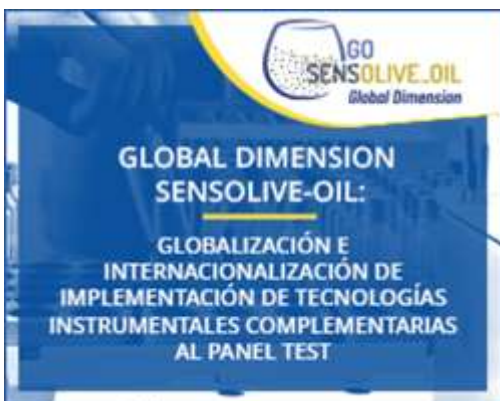 GO
SENSOLIVE_OIL
Global Dimension
GLOBAL DIMENSION
SENSOLIVE-OIL:
GLOBALIZACIÓN E
INTERNACIONALIZACIÓN DE
IMPLEMENTACIÓN DE TECNOLOGÍAS
INSTRUMENTALES COMPLEMENTARIAS
AL PANEL TEST